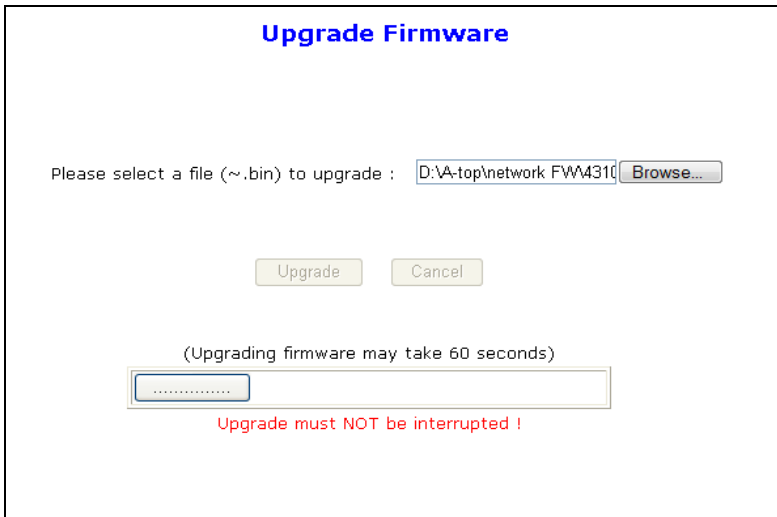 Upgrade Firmware
Please select a file (~.bin) to upgrade : D:\A-top\network FW\4310 Browse...
Upgrade Cancel
(Upgrading firmware may take 60 seconds)
...............
Upgrade must NOT be interrupted !